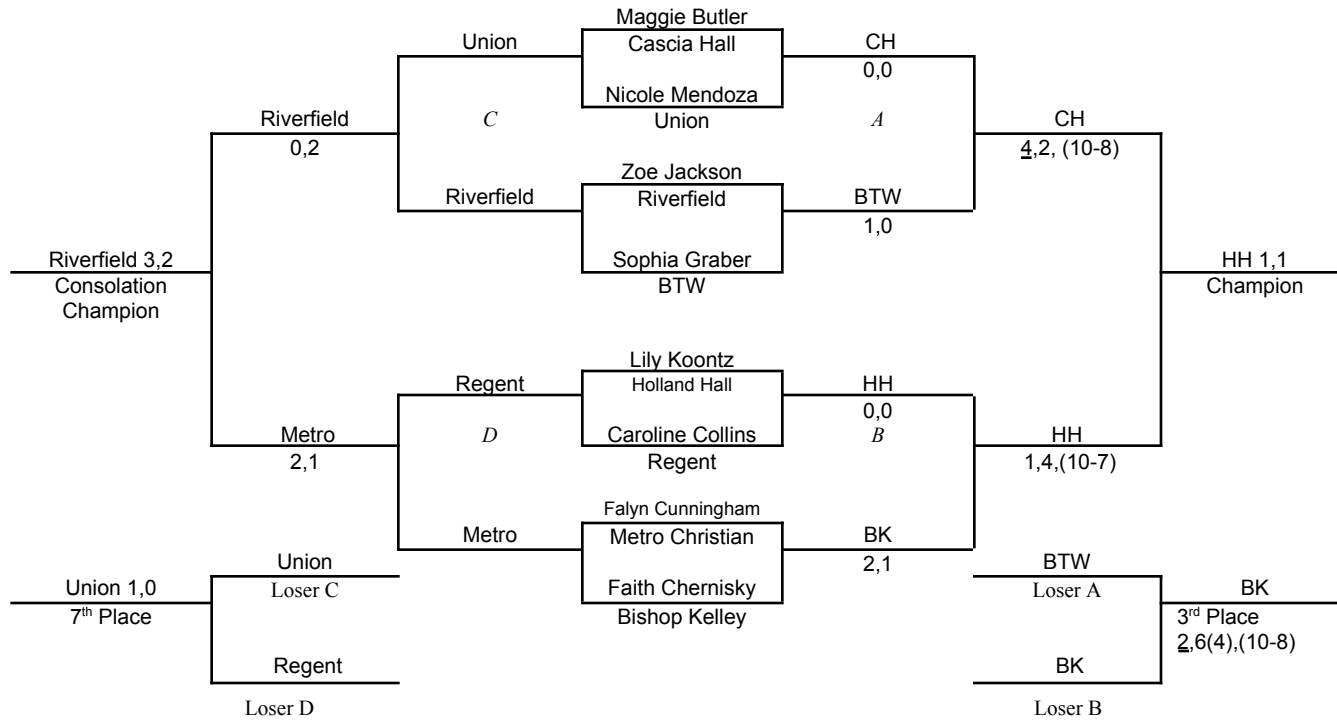 Maggie Butler
Union
Cascia Hall
CH
0,0
Nicole Mendoza
Riverfield
C
Union
A
CH
0,2
4,2, (10-8)
Zoe Jackson
Riverfield
Riverfield
BTW
1,0
Riverfield 3,2
Sophia Graber
HH 1,1
Consolation
BTW
Champion
Champion
Lily Koontz
Regent
Holland Hall
HH
0,0
Metro
D
Caroline Collins
B
HH
2,1
Regent
1,4,(10-7)
Falyn Cunningham
Metro
Metro Christian
BK
2,1
Union
BTW
Union 1,0
Loser C
Faith Chernisky
Loser A
BK
7th Place
Bishop Kelley
3rd Place
2,6(4),(10-8)
Regent
BK
Loser D
Loser B